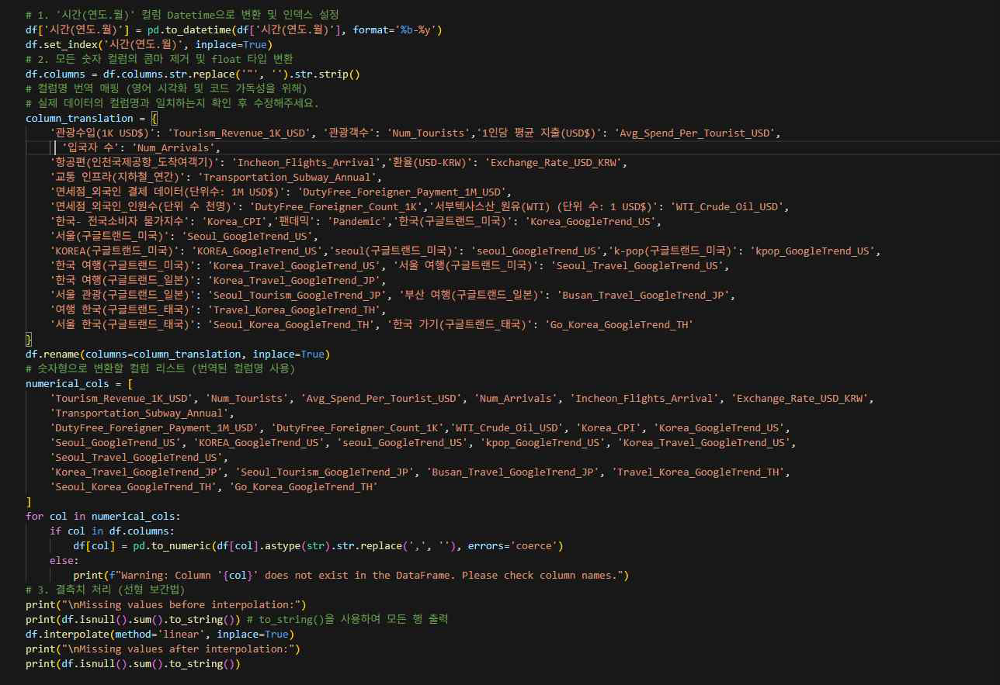 # 1. '시간(연도.월)' 컬럼 Datetime으로 변환 및 인덱스 설정
df['시간(연도.월)'] = pd.to_datetime(df['시간(연도.월)'], format='%b-%y')
df.set_index('시간(연도.월)', inplace=True)
# 2. 모든 숫자 컬럼의 콤마 제거 및 float 타입 변환
df.columns = df.columns.str.replace('"', '').str.strip()
# 컬럼명 번역 매핑 (영어 시각화 및 코드 가독성을 위해)
# 실제 데이터의 컬럼명과 일치하는지 확인 후 수정해주세요.
column_translation = {
    '관광수입(1K USD$)': 'Tourism_Revenue_1K_USD', '관광객수': 'Num_Tourists','1인당 평균 지출(USD$)': 'Avg_Spend_Per_Tourist_USD',
     '입국자 수': 'Num_Arrivals',
    '항공편(인천국제공항_도착여객기)': 'Incheon_Flights_Arrival','환율(USD-KRW)': 'Exchange_Rate_USD_KRW',
    '교통 인프라(지하철_연간)': 'Transportation_Subway_Annual',
    '면세점_외국인 결제 데이터(단위수: 1M USD$)': 'DutyFree_Foreigner_Payment_1M_USD',
    '면세점_외국인_인원수(단위 수 천명)': 'DutyFree_Foreigner_Count_1K','서부텍사스산_원유(WTI) (단위 수: 1 USD$)': 'WTI_Crude_Oil_USD',
    '한국- 전국소비자 물가지수': 'Korea_CPI','팬데믹': 'Pandemic','한국(구글트랜드_미국)': 'Korea_GoogleTrend_US',
    '서울(구글트랜드_미국)': 'Seoul_GoogleTrend_US',
    'KOREA(구글트랜드_미국)': 'KOREA_GoogleTrend_US','seoul(구글트랜드_미국)': 'seoul_GoogleTrend_US','k-pop(구글트랜드_미국)': 'kpop_GoogleTrend_US',
    '한국 여행(구글트랜드_미국)': 'Korea_Travel_GoogleTrend_US', '서울 여행(구글트랜드_미국)': 'Seoul_Travel_GoogleTrend_US',
    '한국 여행(구글트랜드_일본)': 'Korea_Travel_GoogleTrend_JP',
    '서울 관광(구글트랜드_일본)': 'Seoul_Tourism_GoogleTrend_JP', '부산 여행(구글트랜드_일본)': 'Busan_Travel_GoogleTrend_JP',
    '여행 한국(구글트랜드_태국)': 'Travel_Korea_GoogleTrend_TH',
    '서울 한국(구글트랜드_태국)': 'Seoul_Korea_GoogleTrend_TH', '한국 가기(구글트랜드_태국)': 'Go_Korea_GoogleTrend_TH'
}
df.rename(columns=column_translation, inplace=True)
# 숫자형으로 변환할 컬럼 리스트 (번역된 컬럼명 사용)
numerical_cols = [
    'Tourism_Revenue_1K_USD', 'Num_Tourists', 'Avg_Spend_Per_Tourist_USD', 'Num_Arrivals', 'Incheon_Flights_Arrival', 'Exchange_Rate_USD_KRW',
    'Transportation_Subway_Annual',
    'DutyFree_Foreigner_Payment_1M_USD', 'DutyFree_Foreigner_Count_1K','WTI_Crude_Oil_USD', 'Korea_CPI', 'Korea_GoogleTrend_US',
    'Seoul_GoogleTrend_US', 'KOREA_GoogleTrend_US', 'seoul_GoogleTrend_US', 'kpop_GoogleTrend_US', 'Korea_Travel_GoogleTrend_US',
    'Seoul_Travel_GoogleTrend_US',
    'Korea_Travel_GoogleTrend_JP', 'Seoul_Tourism_GoogleTrend_JP', 'Busan_Travel_GoogleTrend_JP', 'Travel_Korea_GoogleTrend_TH',
    'Seoul_Korea_GoogleTrend_TH', 'Go_Korea_GoogleTrend_TH'
]
for col in numerical_cols:
    if col in df.columns:
        df[col] = pd.to_numeric(df[col].astype(str).str.replace(',', ''), errors='coerce')
    else:
        print(f"Warning: Column '{col}' does not exist in the DataFrame. Please check column names.")
# 3. 결측치 처리 (선형 보간법)
print("\nMissing values before interpolation:")
print(df.isnull().sum().to_string()) # to_string()을 사용하여 모든 행 출력
df.interpolate(method='linear', inplace=True)
print("\nMissing values after interpolation:")
print(df.isnull().sum().to_string())